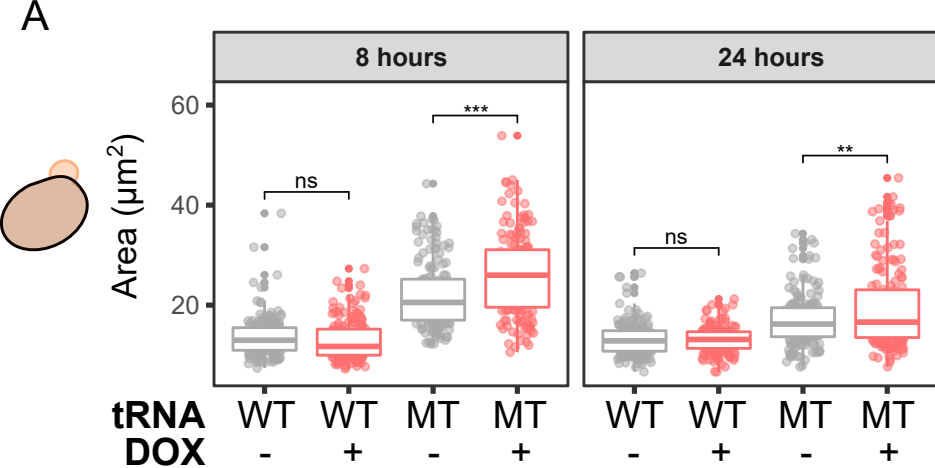 A
8 hours 24 hours
Area (μm²)
60
40
20
ns *** ns **
tRNA WT WT MT MT WT WT MT MT
DOX - + - + - + - +